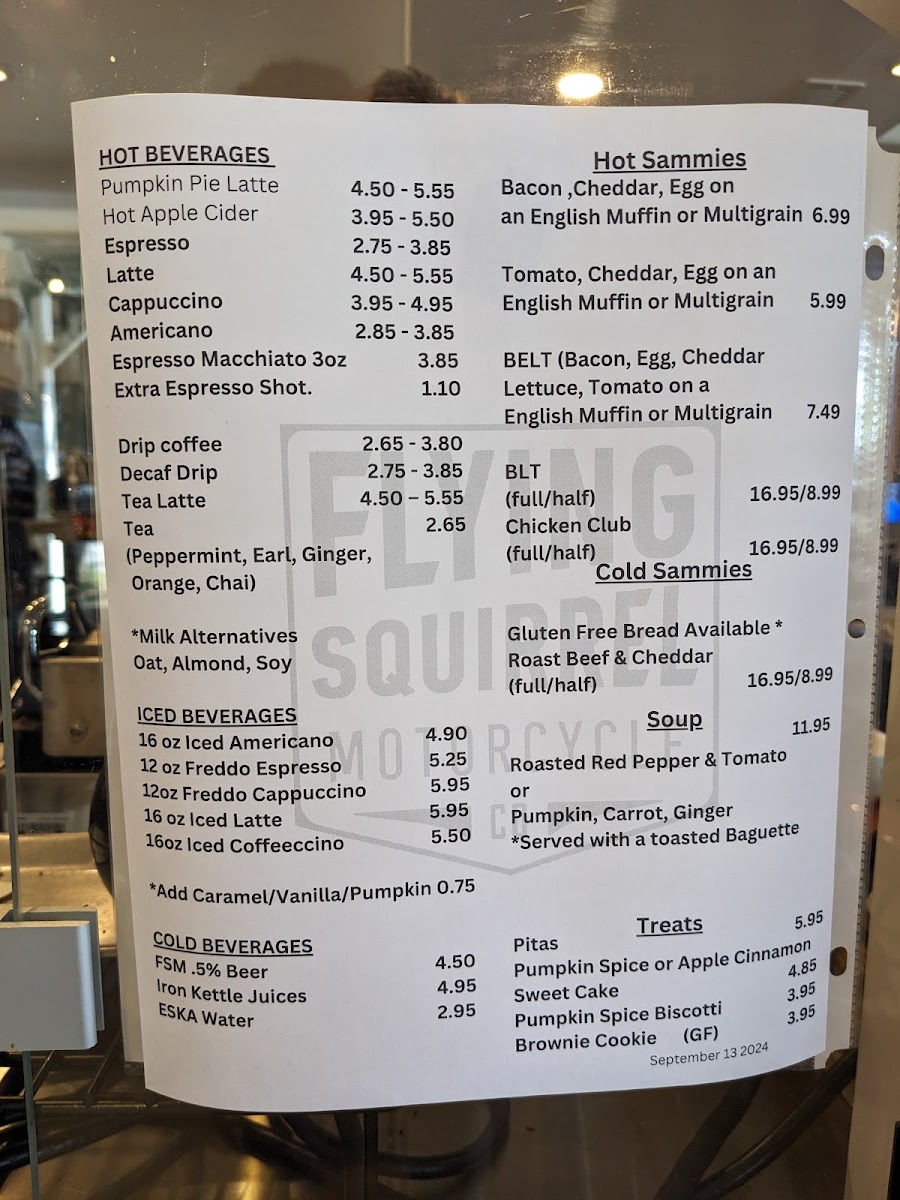 HOT BEVERAGES
Pumpkin Pie Latte 4.50 - 5.55
Hot Apple Cider 3.95 - 5.50
Espresso 2.75 - 3.85
Latte 4.50 - 5.55
Cappuccino 3.95 - 4.95
Americano 2.85 - 3.85
Espresso Macchiato 3oz 3.85
Extra Espresso Shot. 1.10
Drip coffee 2.65 - 3.80
Decaf Drip 2.75 - 3.85
Tea Latte 4.50 – 5.55
Tea 2.65
(Peppermint, Earl, Ginger,
Orange, Chai)
*Milk Alternatives
Oat, Almond, Soy
ICED BEVERAGES
16 oz Iced Americano 4.90
12 oz Freddo Espresso 5.25
12oz Freddo Cappuccino 5.95
16 oz Iced Latte 5.95
16oz Iced Coffeeccino 5.50
*Add Caramel/Vanilla/Pumpkin 0.75
COLD BEVERAGES
FSM .5% Beer 4.50
Iron Kettle Juices 4.95
ESKA Water 2.95
Hot Sammies
Bacon ,Cheddar, Egg on
an English Muffin or Multigrain 6.99
Tomato, Cheddar, Egg on an
English Muffin or Multigrain 5.99
BELT (Bacon, Egg, Cheddar
Lettuce, Tomato on a
English Muffin or Multigrain 7.49
BLT
(full/half) 16.95/8.99
Chicken Club
(full/half) 16.95/8.99
Cold Sammies
Gluten Free Bread Available *
Roast Beef & Cheddar
(full/half) 16.95/8.99
Soup 11.95
Roasted Red Pepper & Tomato
or
Pumpkin, Carrot, Ginger
*Served with a toasted Baguette
Treats
Pitas 5.95
Pumpkin Spice or Apple Cinnamon
Sweet Cake 4.85
Pumpkin Spice Biscotti 3.95
Brownie Cookie (GF) 3.95
September 13 2024
FLYING
SQUIRREL
MOTORCYCLE
CO